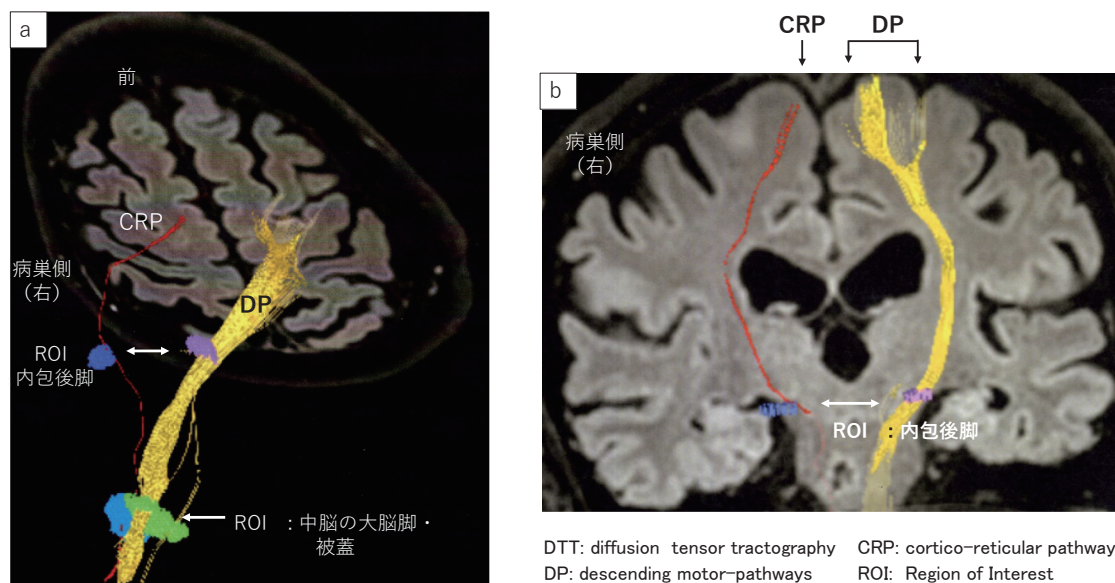 a
前
CRP
病巣側
（右）
DP
ROI
内包後脚
ROI ：中脳の大脳脚・
被蓋
CRP DP
b
病巣側
（右）
ROI ：内包後脚
DTT: diffusion tensor tractography CRP: cortico-reticular pathway
DP: descending motor-pathways ROI: Region of Interest